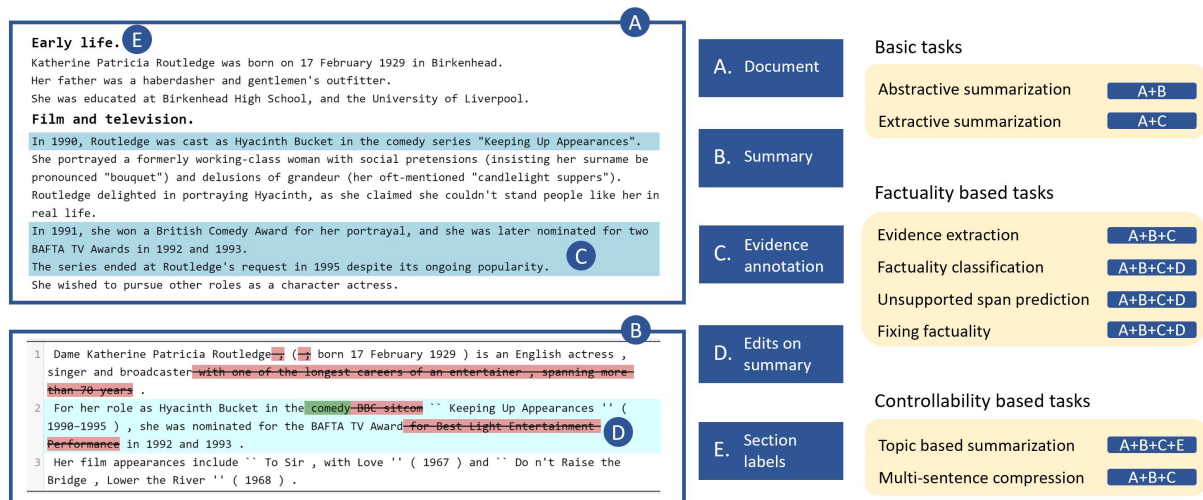 A
Early life. E
Katherine Patricia Routledge was born on 17 February 1929 in Birkenhead.
Her father was a haberdasher and gentlemen's outfitter.
She was educated at Birkenhead High School, and the University of Liverpool.
Film and television.
In 1990, Routledge was cast as Hyacinth Bucket in the comedy series "Keeping Up Appearances".
She portrayed a formerly working-class woman with social pretensions (insisting her surname be
pronounced "bouquet") and delusions of grandeur (her oft-mentioned "candlelight suppers").
Routledge delighted in portraying Hyacinth, as she claimed she couldn't stand people like her in
real life.
In 1991, she won a British Comedy Award for her portrayal, and she was later nominated for two
BAFTA TV Awards in 1992 and 1993.
The series ended at Routledge's request in 1995 despite its ongoing popularity.
C
She wished to pursue other roles as a character actress.
B
1 Dame Katherine Patricia Routledge , ( ; born 17 February 1929 ) is an English actress ,
singer and broadcaster with one of the longest careers of an entertainer , spanning more
than 70 years .
2 For her role as Hyacinth Bucket in the comedy BBC sitcom `` Keeping Up Appearances '' (
1990–1995 ) , she was nominated for the BAFTA TV Award for Best Light Entertainment
Performance in 1992 and 1993 .
D
3 Her film appearances include `` To Sir , with Love '' ( 1967 ) and `` Do n't Raise the
Bridge , Lower the River '' ( 1968 ) .
A. Document
B. Summary
C. Evidence
annotation
D. Edits on
summary
E. Section
labels
Basic tasks
Abstractive summarization A+B
Extractive summarization A+C
Factuality based tasks
Evidence extraction A+B+C
Factuality classification A+B+C+D
Unsupported span prediction A+B+C+D
Fixing factuality A+B+C+D
Controllability based tasks
Topic based summarization A+B+C+E
Multi-sentence compression A+B+C